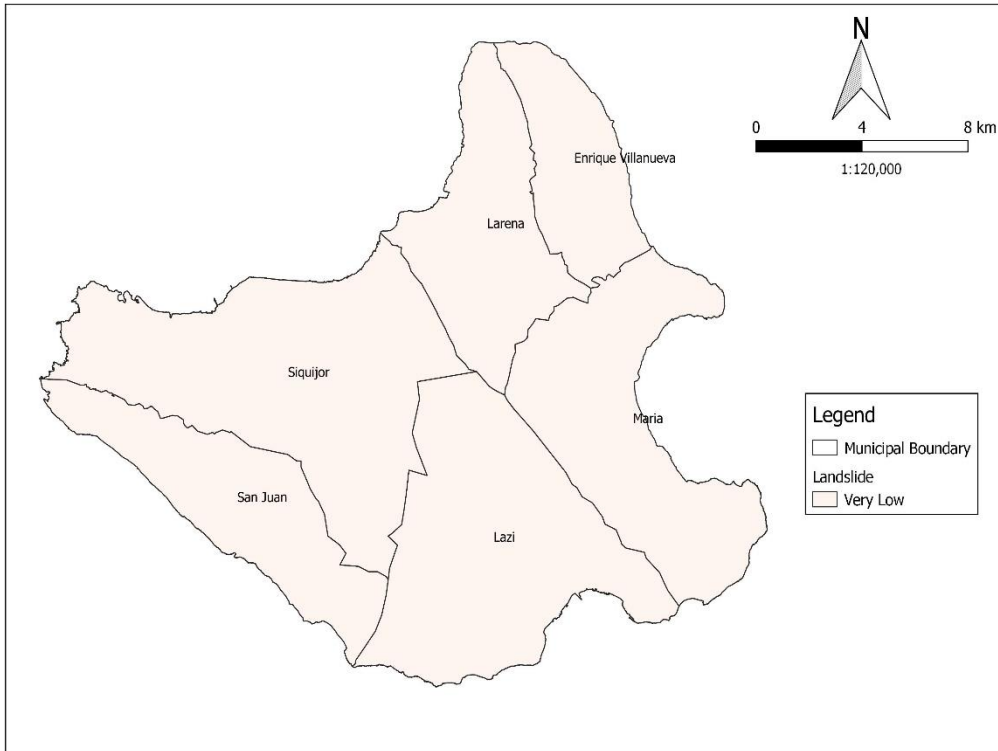 N
0 4 8 km
1:120,000
Enrique Villanueva
Larena
Siquijor
Maria
San Juan
Lazi
Legend
Municipal Boundary
Landslide
Very Low